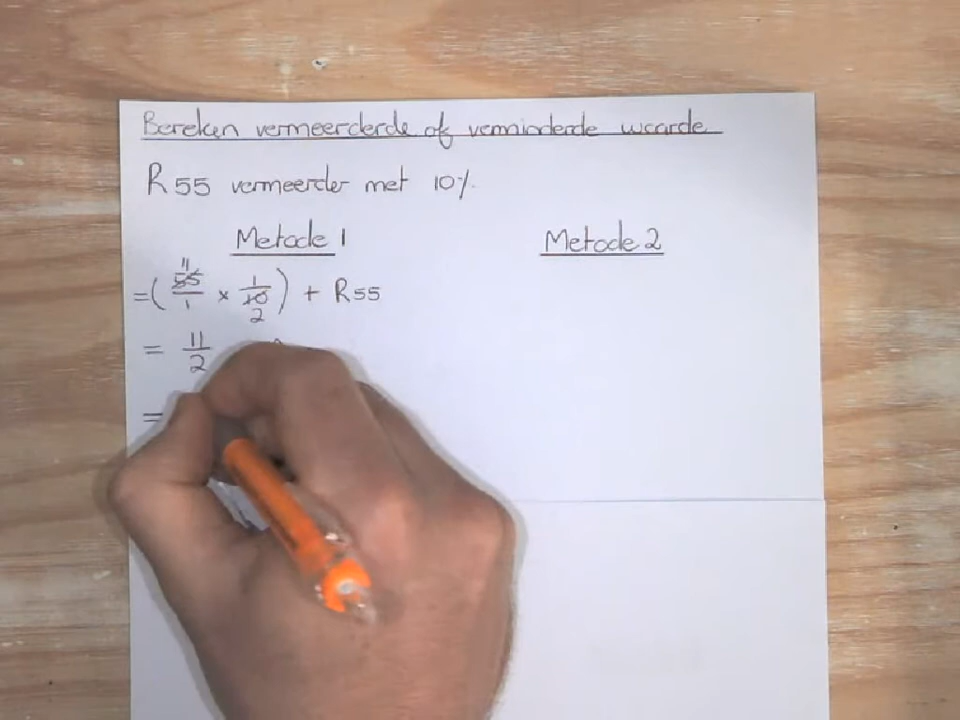 Bereken vermeerderde of verminderde waarde
R55 vermeerder met 10%
Metode 1
=( 11 55/1 × 1/10 2 ) + R55
= 11/2
=
Metode 2